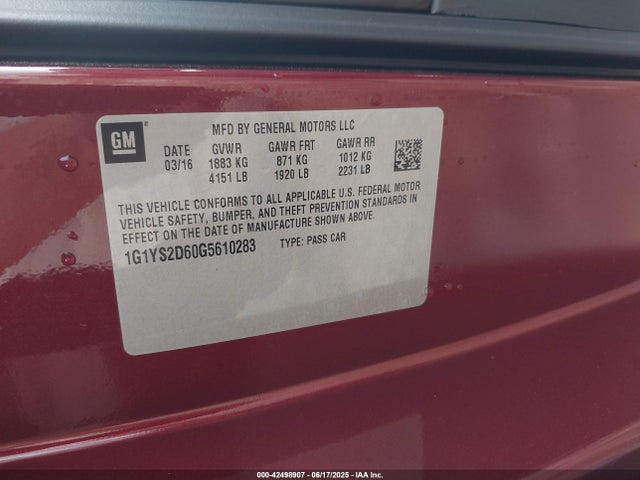 GM
MFD BY GENERAL MOTORS LLC
DATE GVWR GAWR FRT GAWR RR
03/16 1883 KG 871 KG 1012 KG
4151 LB 1920 LB 2231 LB
THIS VEHICLE CONFORMS TO ALL APPLICABLE U.S. FEDERAL MOTOR
VEHICLE SAFETY, BUMPER, AND THEFT PREVENTION STANDARDS IN
EFFECT ON THE DATE OF MANUFACTURE SHOWN ABOVE.
1G1YS2D60G5610283 TYPE: PASS CAR
000-42498907 - 06/17/2025 - IAA Inc.